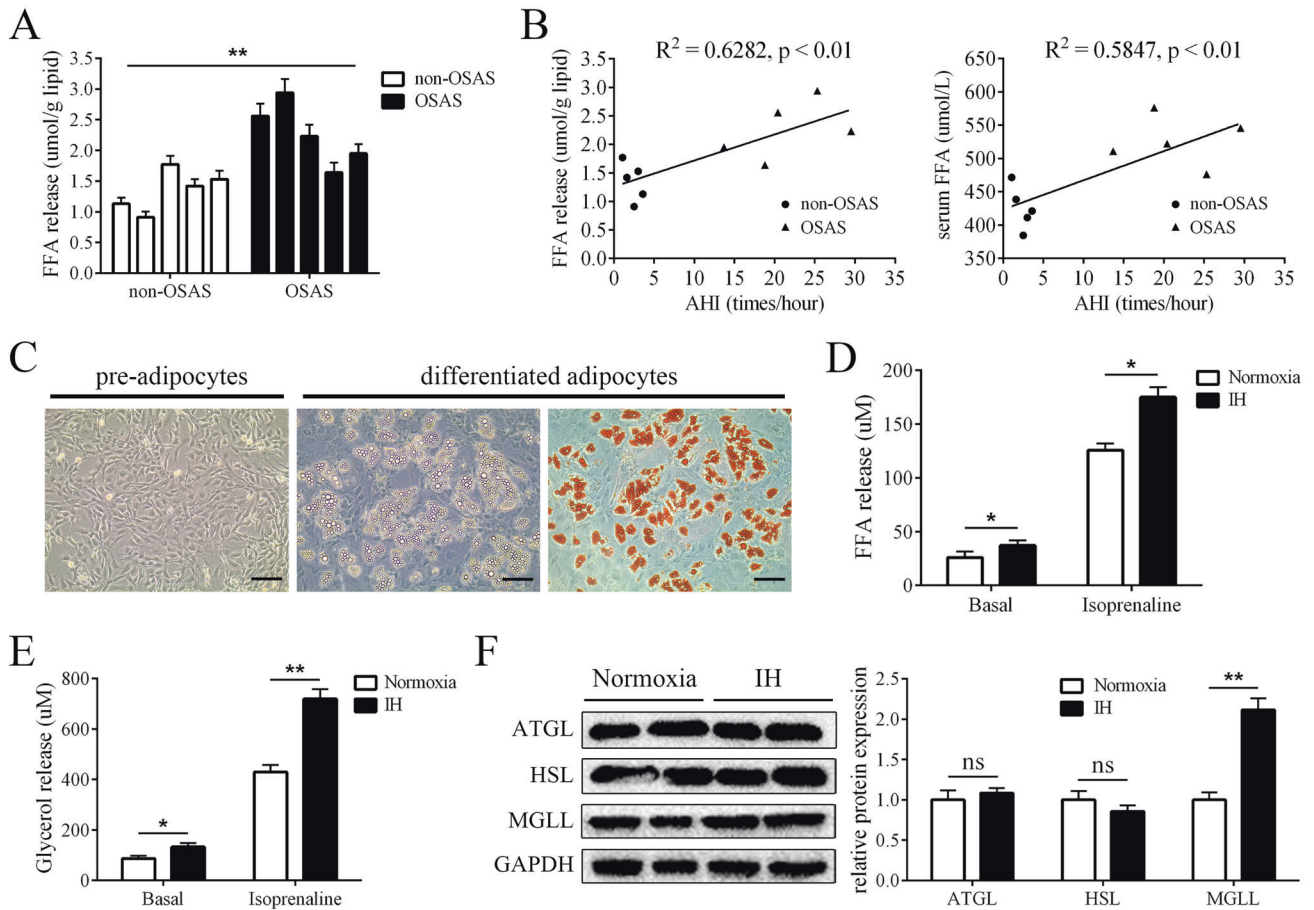 A
**
non-OSAS
OSAS
FFA release (umol/g lipid)
3.5
3.0
2.5
2.0
1.5
1.0
0.5
0.0
non-OSAS OSAS
B
R² = 0.6282, p < 0.01
FFA release (umol/g lipid)
3.5
3.0
2.5
2.0
1.5
1.0
0.5
0.0
non-OSAS
OSAS
0 5 10 15 20 25 30 35
AHI (times/hour)
R² = 0.5847, p < 0.01
serum FFA (umol/L)
650
600
550
500
450
400
350
non-OSAS
OSAS
0 5 10 15 20 25 30 35
AHI (times/hour)
C
pre-adipocytes
differentiated adipocytes
D
FFA release (uM)
200
150
100
50
0
*
*
Normoxia
IH
Basal Isoprenaline
E
Glycerol release (uM)
800
600
400
200
0
*
**
Normoxia
IH
Basal Isoprenaline
F
Normoxia IH
ATGL
HSL
MGLL
GAPDH
relative protein expression
2.5
2.0
1.5
1.0
0.5
0.0
Normoxia
IH
ns
ns
**
ATGL HSL MGLL